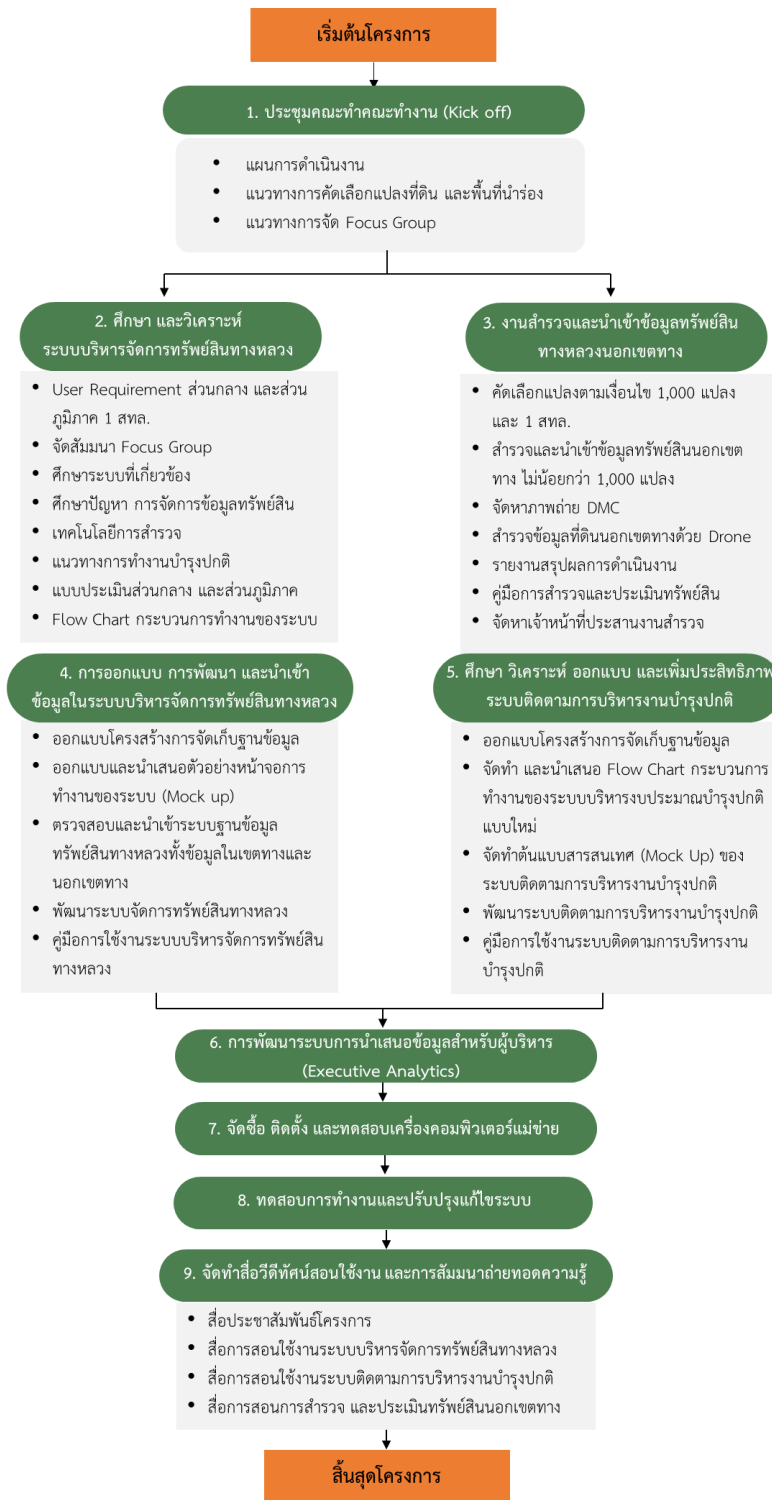 เริ่มต้นโครงการ
1. ประชุมคณะทำคณะทำงาน (Kick off)
• แผนการดำเนินงาน
• แนวทางการคัดเลือกแปลงที่ดิน และพื้นที่นำร่อง
• แนวทางการจัด Focus Group
2. ศึกษา และวิเคราะห์
ระบบบริหารจัดการทรัพย์สินทางหลวง
• User Requirement ส่วนกลาง และส่วน
ภูมิภาค 1 สทล.
• จัดสัมมนา Focus Group
• ศึกษาระบบที่เกี่ยวข้อง
• ศึกษาปัญหา การจัดการข้อมูลทรัพย์สิน
• เทคโนโลยีการสำรวจ
• แนวทางการทำงานบำรุงปกติ
• แบบประเมินส่วนกลาง และส่วนภูมิภาค
• Flow Chart กระบวนการทำงานของระบบ
3. งานสำรวจและนำเข้าข้อมูลทรัพย์สิน
ทางหลวงนอกเขตทาง
• คัดเลือกแปลงตามเงื่อนไข 1,000 แปลง
และ 1 สทล.
• สำรวจและนำเข้าข้อมูลทรัพย์สินนอกเขต
ทาง ไม่น้อยกว่า 1,000 แปลง
• จัดหาภาพถ่าย DMC
• สำรวจข้อมูลที่ดินนอกเขตทางด้วย Drone
• รายงานสรุปผลการดำเนินงาน
• คู่มือการสำรวจและประเมินทรัพย์สิน
• จัดหาเจ้าหน้าที่ประสานงานสำรวจ
4. การออกแบบ การพัฒนา และนำเข้า
ข้อมูลในระบบบริหารจัดการทรัพย์สินทางหลวง
• ออกแบบโครงสร้างการจัดเก็บฐานข้อมูล
• ออกแบบและนำเสนอตัวอย่างหน้าจอการ
ทำงานของระบบ (Mock up)
• ตรวจสอบและนำเข้าระบบฐานข้อมูล
ทรัพย์สินทางหลวงทั้งข้อมูลในเขตทางและ
นอกเขตทาง
• พัฒนาระบบจัดการทรัพย์สินทางหลวง
• คู่มือการใช้งานระบบบริหารจัดการทรัพย์สิน
ทางหลวง
5. ศึกษา วิเคราะห์ ออกแบบ และเพิ่มประสิทธิภาพ
ระบบติดตามการบริหารงานบำรุงปกติ
• ออกแบบโครงสร้างการจัดเก็บฐานข้อมูล
• จัดทำ และนำเสนอ Flow Chart กระบวนการ
ทำงานของระบบบริหารงบประมาณบำรุงปกติ
แบบใหม่
• จัดทำต้นแบบสารสนเทศ (Mock Up) ของ
ระบบติดตามการบริหารงานบำรุงปกติ
• พัฒนาระบบติดตามการบริหารงานบำรุงปกติ
• คู่มือการใช้งานระบบติดตามการบริหารงาน
บำรุงปกติ
6. การพัฒนาระบบการนำเสนอข้อมูลสำหรับผู้บริหาร
(Executive Analytics)
7. จัดซื้อ ติดตั้ง และทดสอบเครื่องคอมพิวเตอร์แม่ข่าย
8. ทดสอบการทำงานและปรับปรุงแก้ไขระบบ
9. จัดทำสื่อวีดีทัศน์สอนใช้งาน และการสัมมนาถ่ายทอดความรู้
• สื่อประชาสัมพันธ์โครงการ
• สื่อการสอนใช้งานระบบบริหารจัดการทรัพย์สินทางหลวง
• สื่อการสอนใช้งานระบบติดตามการบริหารงานบำรุงปกติ
• สื่อการสอนการสำรวจ และประเมินทรัพย์สินนอกเขตทาง
สิ้นสุดโครงการ